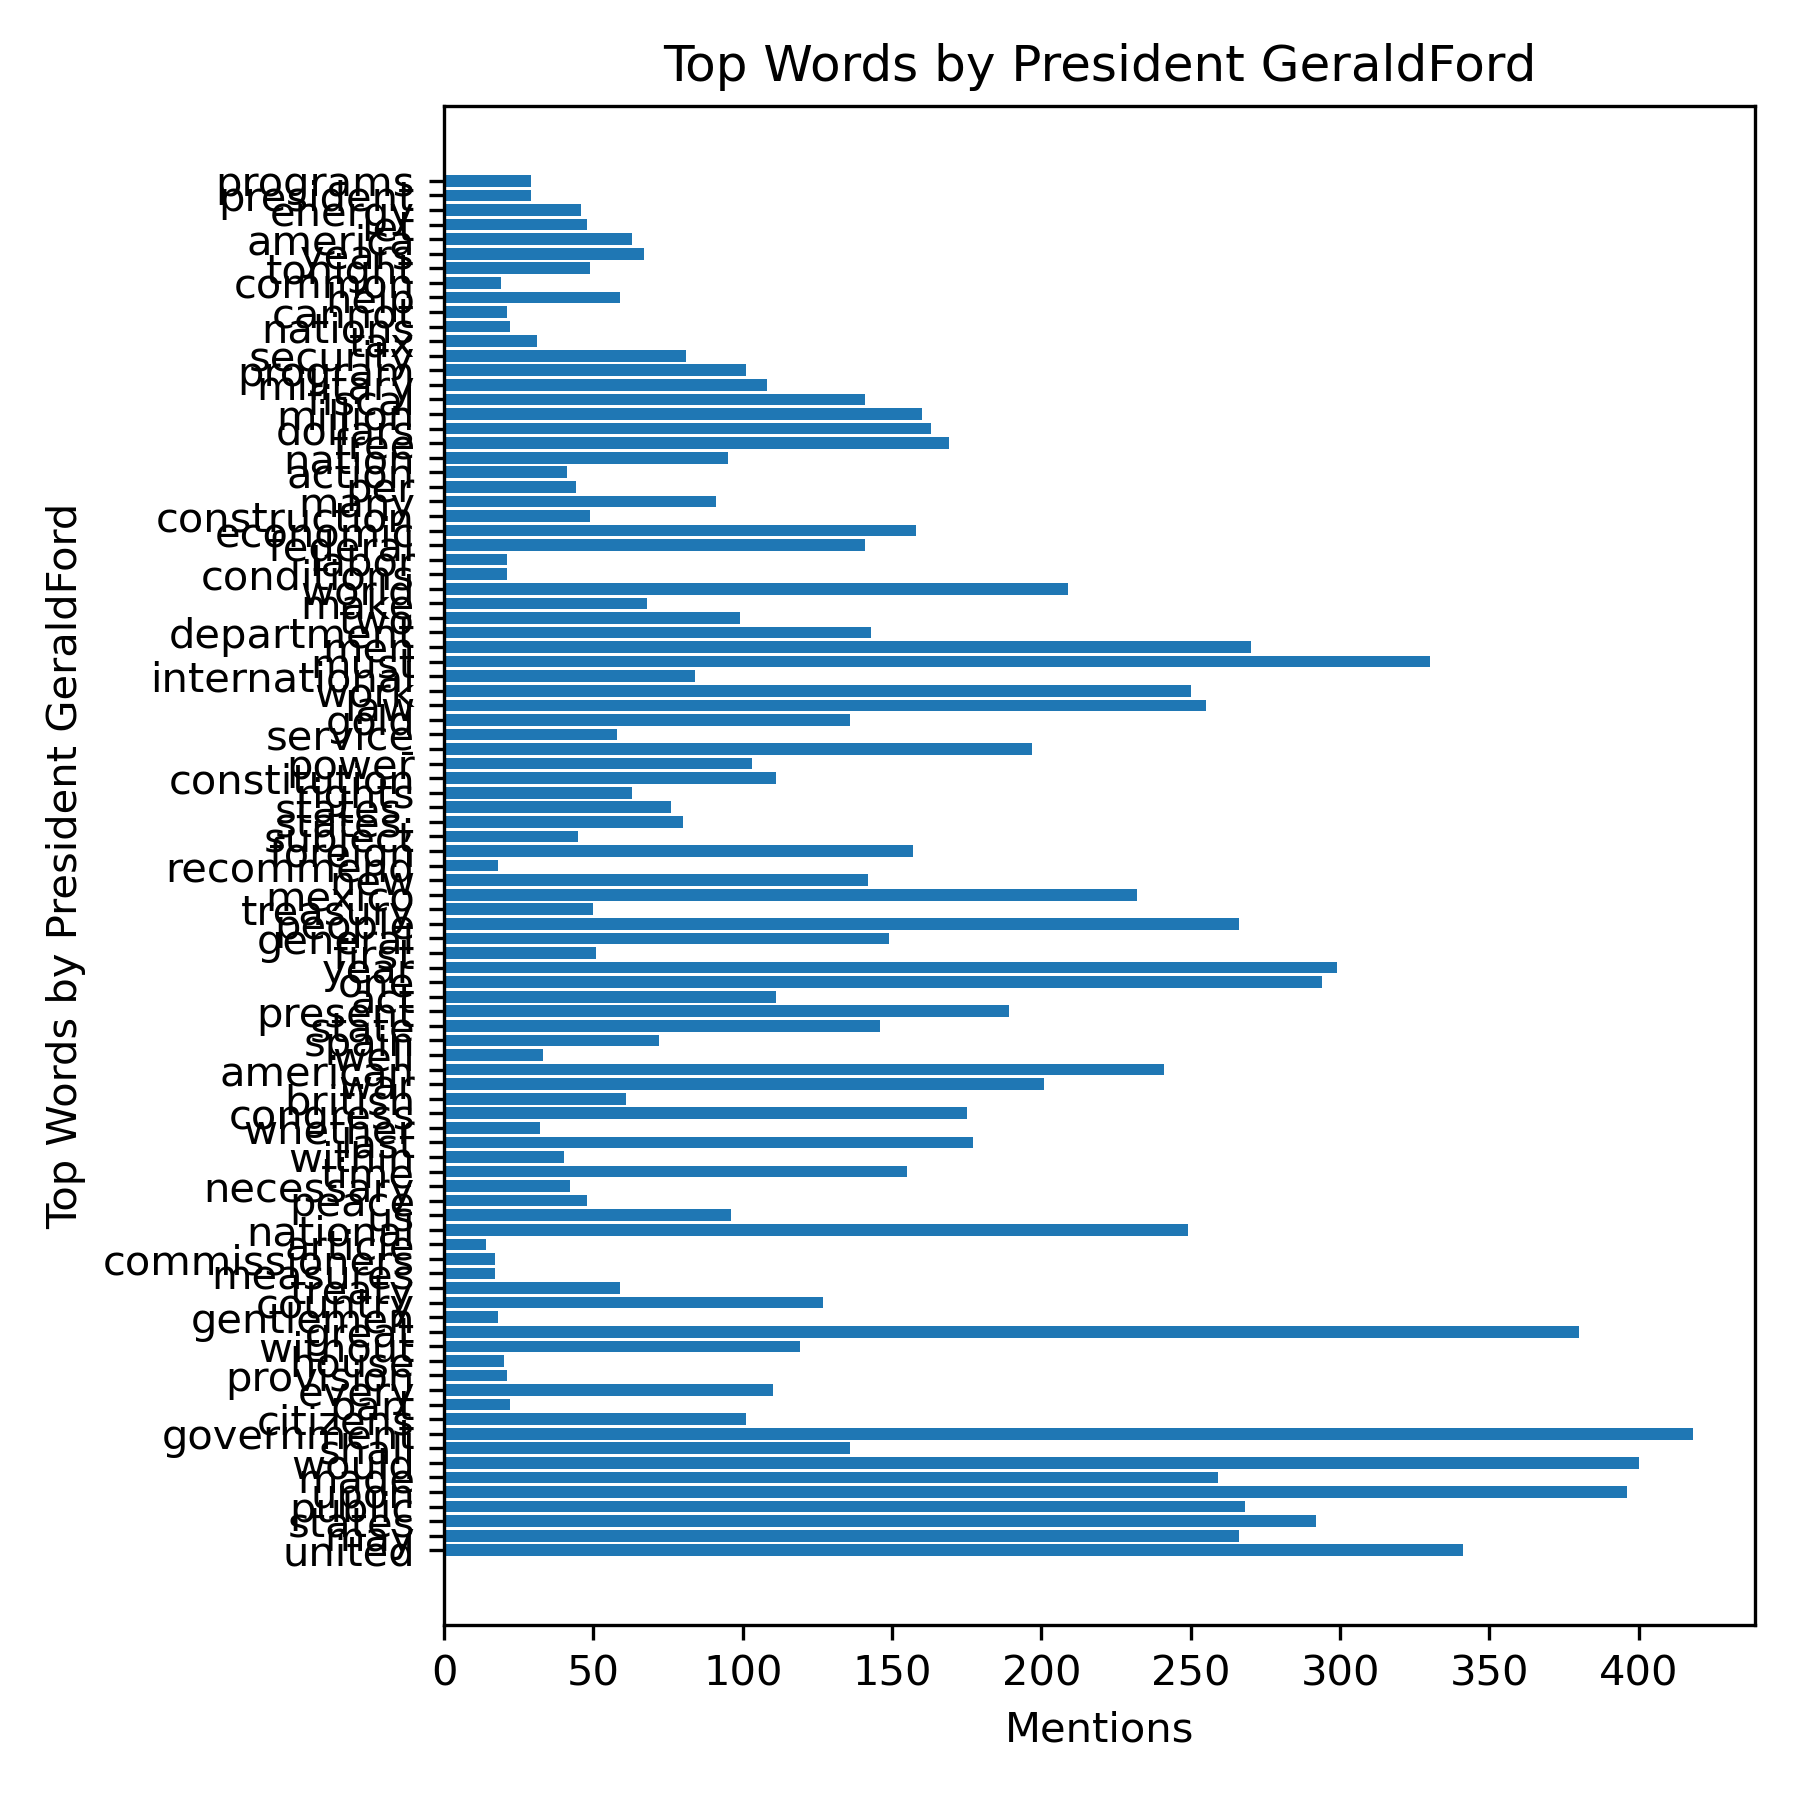 Top Words by President GeraldFord
Top Words by President GeraldFord
programs
president
energy
let
america
years
tonight
common
help
cannot
nations
tax
security
program
military
fiscal
million
dollars
free
nation
action
per
many
construction
economic
federal
labor
conditions
world
make
two
department
men
must
international
work
law
gold
service
power
constitution
rights
states,
states.
subject
foreign
recommend
new
mexico
treasury
people
general
first
year
one
act
present
state
spain
well
american
war
british
congress
whether
last
within
time
necessary
peace
us
national
article
commissioners
measures
treaty
country
gentlemen
great
without
house
provision
every
part
citizens
government
shall
would
made
upon
public
states
may
united
0 50 100 150 200 250 300 350 400
Mentions